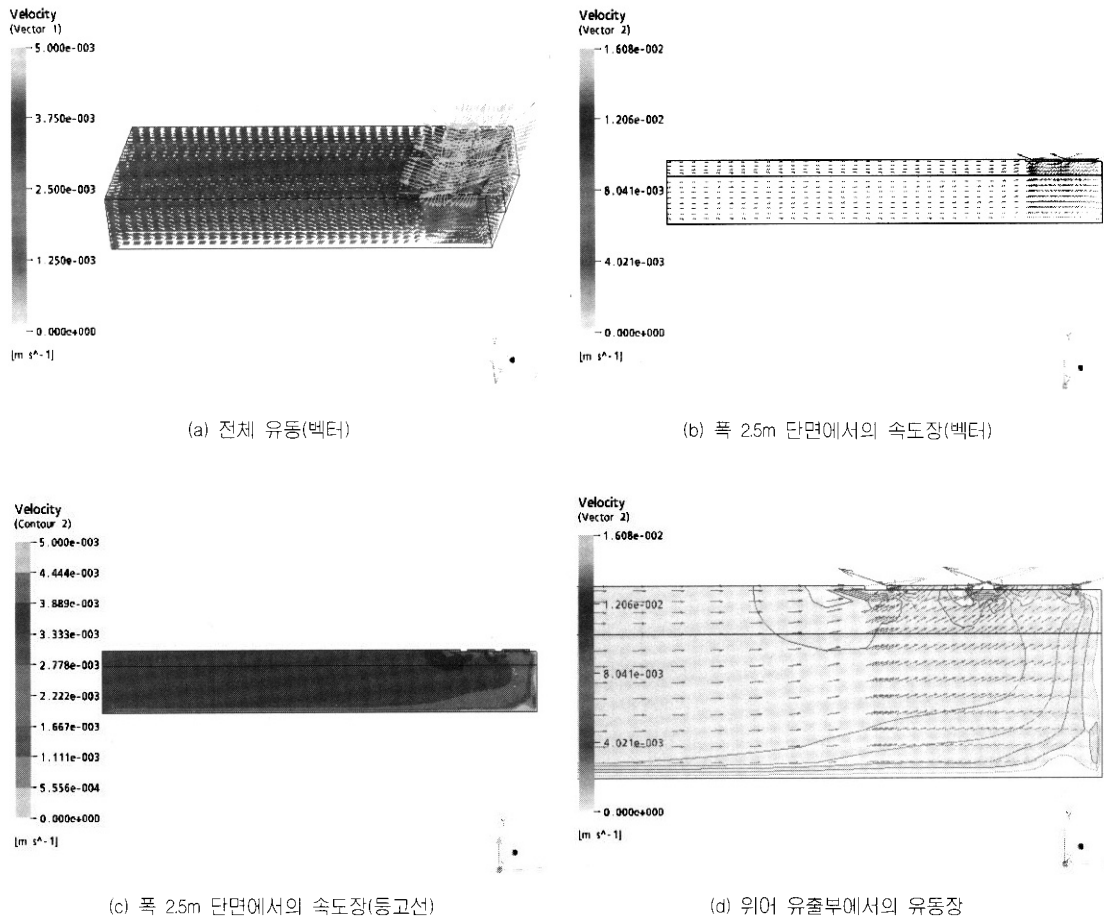 Velocity
(Vector 1)
5.000e-003
3.750e-003
2.500e-003
1.250e-003
0.000e+000
[m s^-1]
(a) 전체 유동(벡터)
Velocity
(Vector 2)
1.608e-002
1.206e-002
8.041e-003
4.021e-003
0.000e+000
[m s^-1]
(b) 폭 2.5m 단면에서의 속도장(벡터)
Velocity
(Contour 2)
5.000e-003
4.444e-003
3.889e-003
3.333e-003
2.778e-003
2.222e-003
1.667e-003
1.111e-003
5.556e-004
0.000e+000
[m s^-1]
(c) 폭 2.5m 단면에서의 속도장(등고선)
Velocity
(Vector 2)
1.608e-002
1.206e-002
8.041e-003
4.021e-003
0.000e+000
[m s^-1]
(d) 위어 유출부에서의 유동장